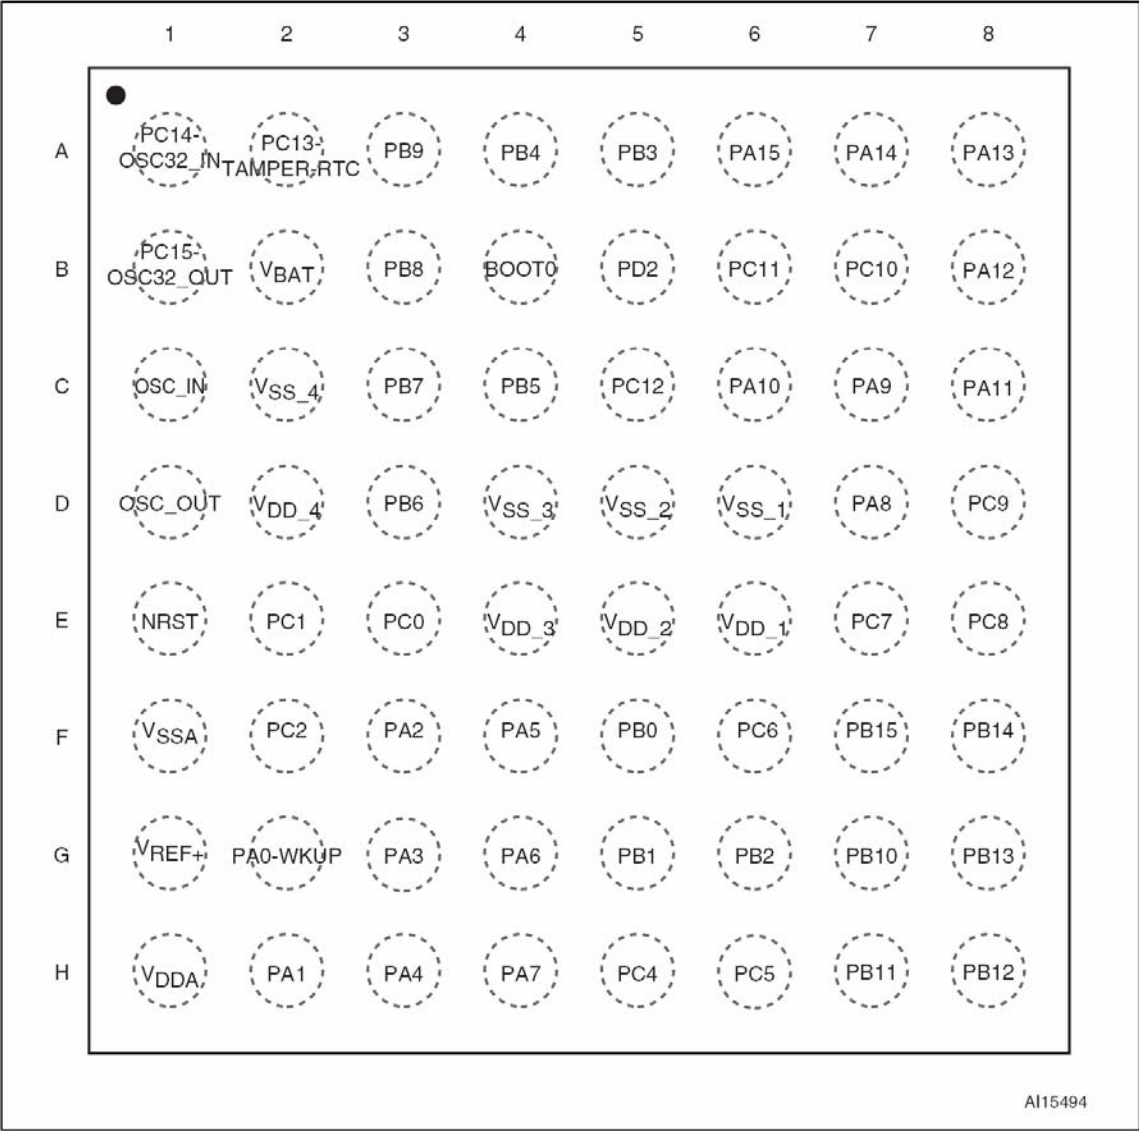 1 2 3 4 5 6 7 8
A PC14- PC13- PB9 PB4 PB3 PA15 PA14 PA13
OSC32_IN TAMPER-RTC
B PC15- VBAT PB8 BOOT0 PD2 PC11 PC10 PA12
OSC32_OUT
C OSC_IN VSS_4 PB7 PB5 PC12 PA10 PA9 PA11
D OSC_OUT VDD_4 PB6 VSS_3 VSS_2 VSS_1 PA8 PC9
E NRST PC1 PC0 VDD_3 VDD_2 VDD_1 PC7 PC8
F VSSA PC2 PA2 PA5 PB0 PC6 PB15 PB14
G VREF+ PA0-WKUP PA3 PA6 PB1 PB2 PB10 PB13
H VDDA PA1 PA4 PA7 PC4 PC5 PB11 PB12
AI15494